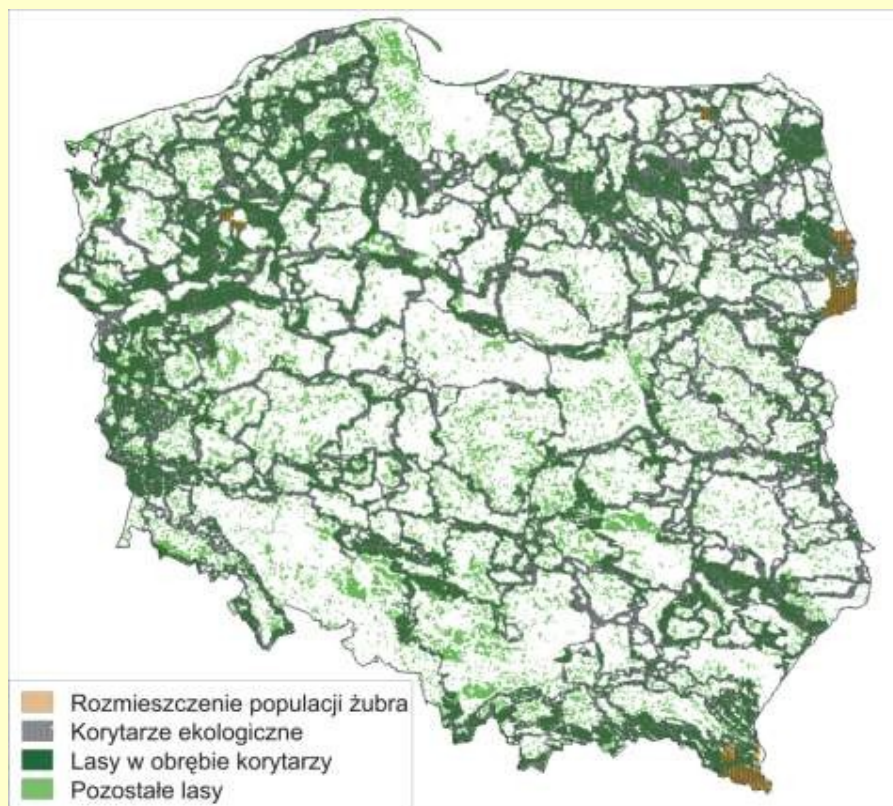 Rozmieszczenie populacji żubra
Korytarze ekologiczne
Lasy w obrębie korytarzy
Pozostałe lasy